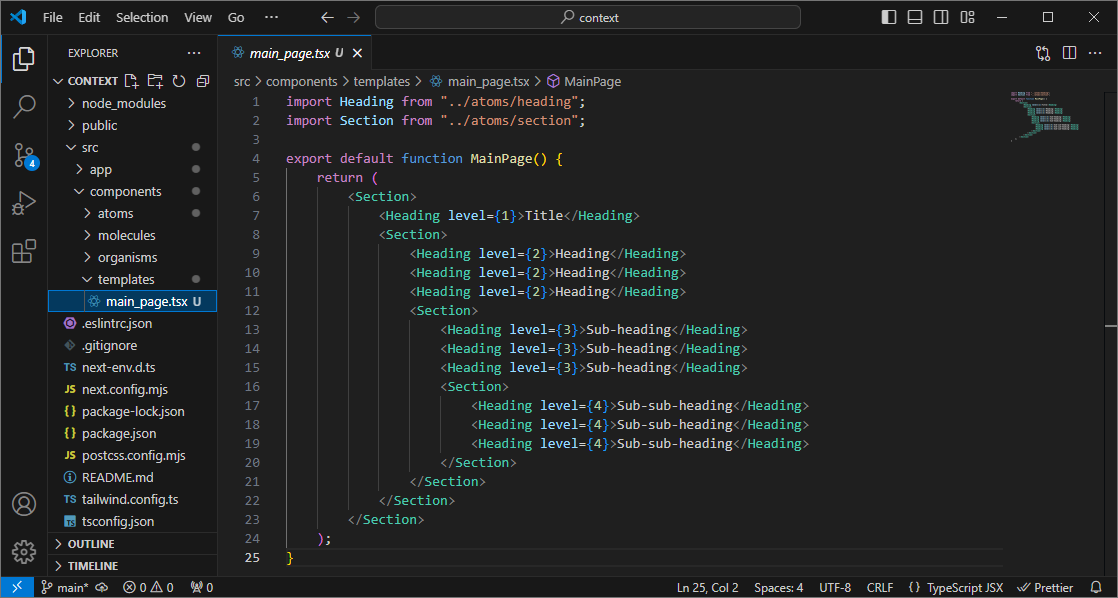 File Edit Selection View Go ··· context
EXPLORER ···
main_page.tsx U
CONTEXT
node_modules
public
src
app
components
atoms
molecules
organisms
templates
main_page.tsx U
.eslintrc.json
.gitignore
TS next-env.d.ts
JS next.config.mjs
{} package-lock.json
{} package.json
JS postcss.config.mjs
README.md
TS tailwind.config.ts
TS tsconfig.json
OUTLINE
TIMELINE
4
src > components > templates > main_page.tsx > MainPage
1 import Heading from "../atoms/heading";
2 import Section from "../atoms/section";
3
4 export default function MainPage() {
5 return (
6 <Section>
7 <Heading level={1}>Title</Heading>
8 <Section>
9 <Heading level={2}>Heading</Heading>
10 <Heading level={2}>Heading</Heading>
11 <Heading level={2}>Heading</Heading>
12 <Section>
13 <Heading level={3}>Sub-heading</Heading>
14 <Heading level={3}>Sub-heading</Heading>
15 <Heading level={3}>Sub-heading</Heading>
16 <Section>
17 <Heading level={4}>Sub-sub-heading</Heading>
18 <Heading level={4}>Sub-sub-heading</Heading>
19 <Heading level={4}>Sub-sub-heading</Heading>
20 </Section>
21 </Section>
22 </Section>
23 </Section>
24 );
25 }
main* 0 0 0 Ln 25, Col 2 Spaces: 4 UTF-8 CRLF {} TypeScript JSX Prettier